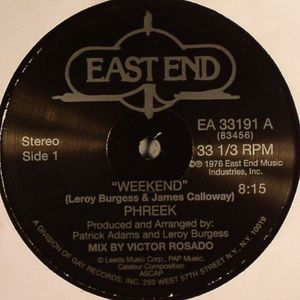 EAST END
EA 33191 A
(83456)
Stereo
Side 1
33 1/3 RPM
℗© 1976 East End Music
Industries, Inc.
"WEEKEND"
8:15
(Leroy Burgess & James Calloway)
PHREEK
Produced and Arranged by:
Patrick Adams and Leroy Burgess
MIX BY VICTOR ROSADO
© Leeds Music Corp., PAP Music,
Calebur Composition
ASCAP
A DIVISION OF GAY RECORDS, INC. 250 WEST 57TH STREET N.Y., N.Y. 10019